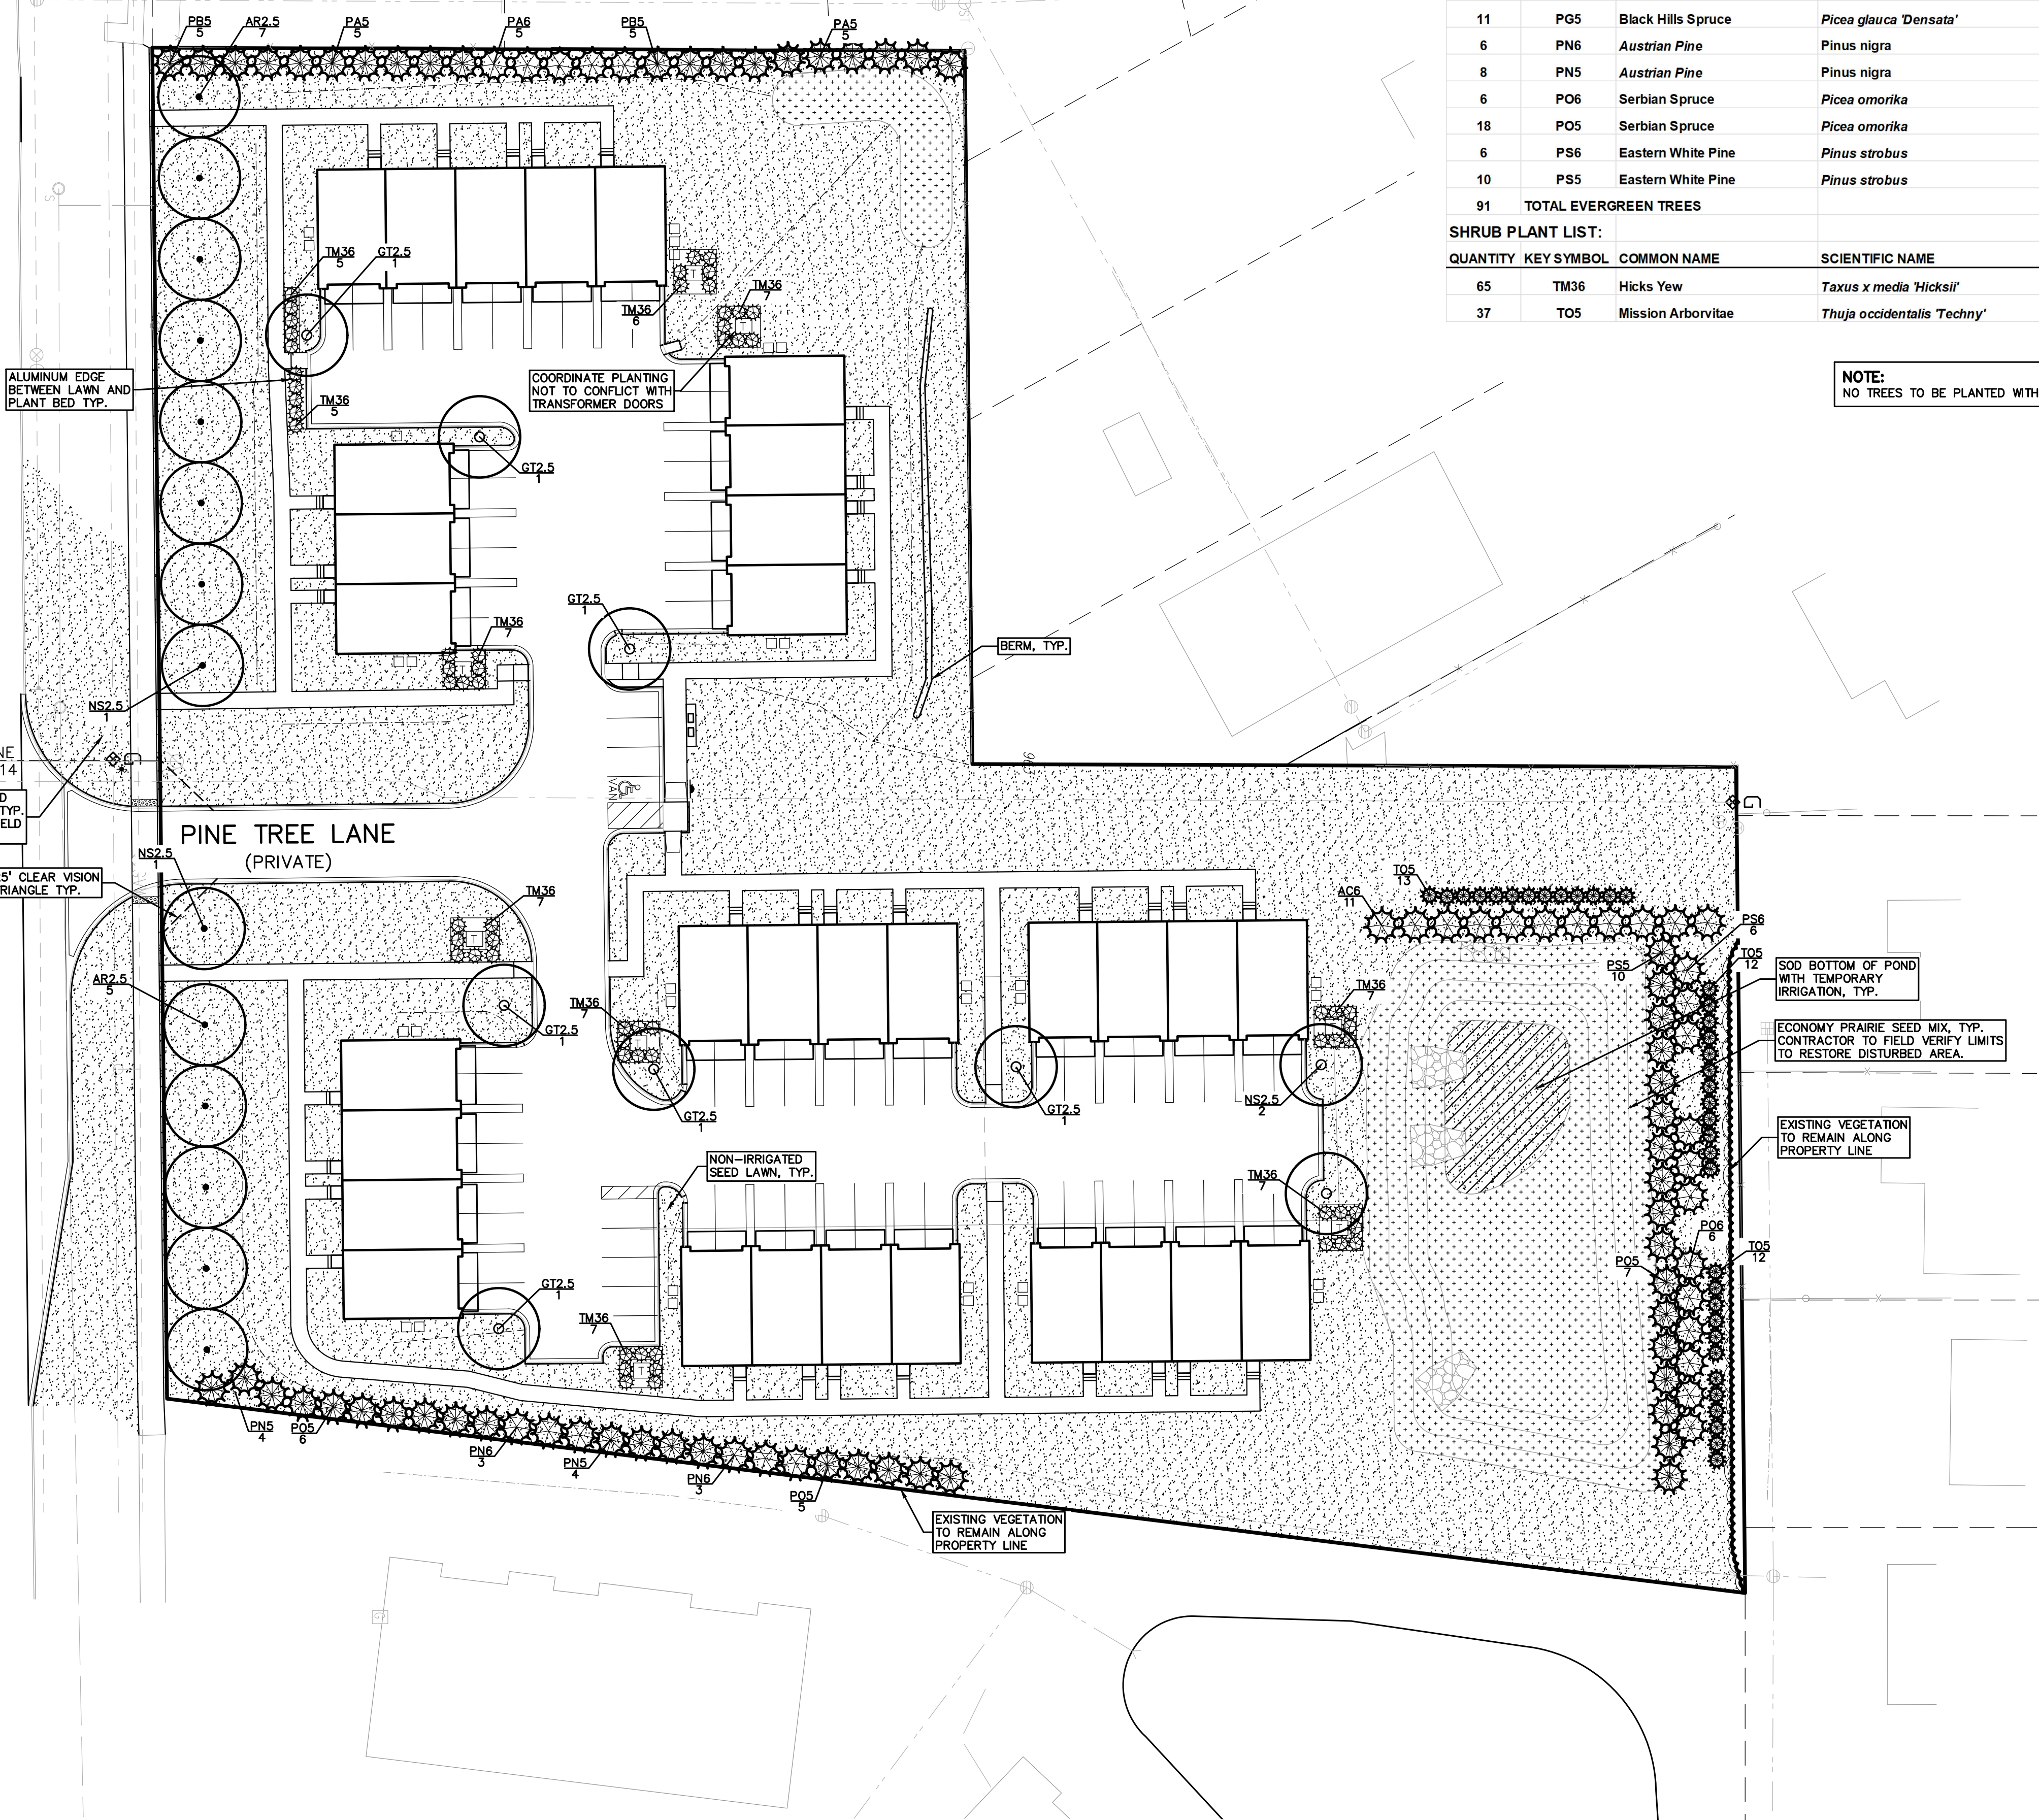 PB5
5
AR2.5
7
PA5
5
PA6
5
PB5
5
PA5
5
11 PG5 Black Hills Spruce Picea glauca 'Densata'
6 PN6 Austrian Pine Pinus nigra
8 PN5 Austrian Pine Pinus nigra
6 PO6 Serbian Spruce Picea omorika
18 PO5 Serbian Spruce Picea omorika
6 PS6 Eastern White Pine Pinus strobus
10 PS5 Eastern White Pine Pinus strobus
91 TOTAL EVERGREEN TREES
SHRUB PLANT LIST:
QUANTITY KEY SYMBOL COMMON NAME SCIENTIFIC NAME
65 TM36 Hicks Yew Taxus x media 'Hicksii'
37 TO5 Mission Arborvitae Thuja occidentalis 'Techny'
NOTE:
NO TREES TO BE PLANTED WITH
S
TM36
5
GT2.5
1
T
TM36
6
TM36
7
T
ALUMINUM EDGE
BETWEEN LAWN AND
PLANT BED TYP.
COORDINATE PLANTING
NOT TO CONFLICT WITH
TRANSFORMER DOORS
TM36
5
GT2.5
1
GT2.5
1
TM36
7
T
BERM, TYP.
NS2.5
1
NE
14
G
963
G
VAN
D
TYP.
ELD
PINE TREE LANE
(PRIVATE)
NS2.5
1
5' CLEAR VISION
RIANGLE TYP.
TM36
7
T
AR2.5
5
GT2.5
1
TM36
7
T
GT2.5
1
GT2.5
1
TM36
7
T
NS2.5
2
TO5
13
AC6
11
PS6
6
PS5
10
TO5
12
SOD BOTTOM OF POND
WITH TEMPORARY
IRRIGATION, TYP.
ECONOMY PRAIRIE SEED MIX, TYP.
CONTRACTOR TO FIELD VERIFY LIMITS
TO RESTORE DISTURBED AREA.
EXISTING VEGETATION
TO REMAIN ALONG
PROPERTY LINE
NON-IRRIGATED
SEED LAWN, TYP.
TM36
7
T
PO6
6
TO5
12
PO5
7
GT2.5
1
TM36
7
T
PN5
4
PO5
6
PN6
3
PN5
4
PN6
3
PO5
5
EXISTING VEGETATION
TO REMAIN ALONG
PROPERTY LINE